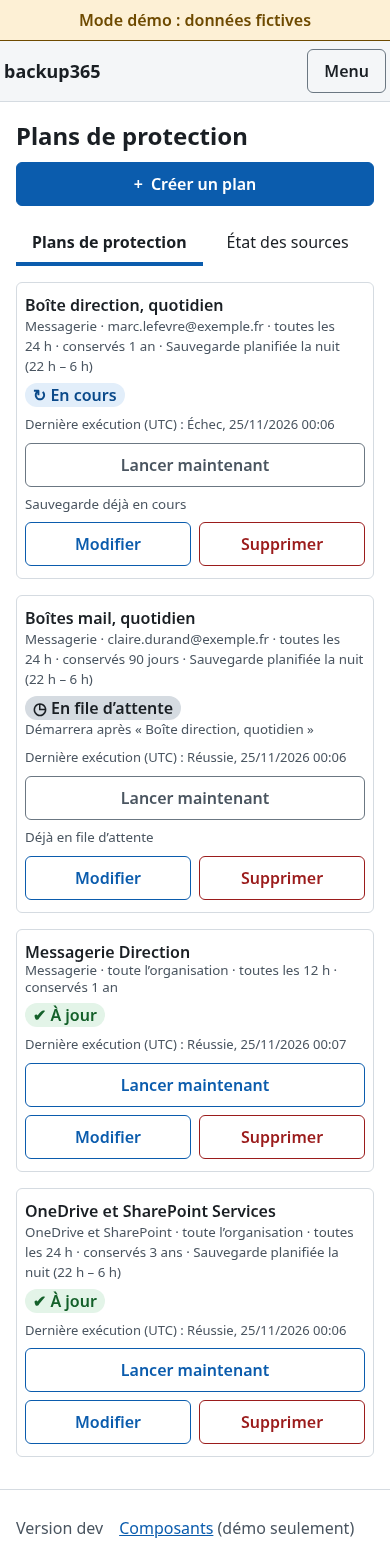 Mode démo : données fictives
backup365
Menu
Plans de protection
+ Créer un plan
Plans de protection
État des sources
Boîte direction, quotidien
Messagerie · marc.lefevre@exemple.fr · toutes les
24 h · conservés 1 an · Sauvegarde planifiée la nuit
(22 h – 6 h)
↻ En cours
Dernière exécution (UTC) : Échec, 25/11/2026 00:06
Lancer maintenant
Sauvegarde déjà en cours
Modifier
Supprimer
Boîtes mail, quotidien
Messagerie · claire.durand@exemple.fr · toutes les
24 h · conservés 90 jours · Sauvegarde planifiée la nuit
(22 h – 6 h)
◷ En file d’attente
Démarrera après « Boîte direction, quotidien »
Dernière exécution (UTC) : Réussie, 25/11/2026 00:06
Lancer maintenant
Déjà en file d’attente
Modifier
Supprimer
Messagerie Direction
Messagerie · toute l’organisation · toutes les 12 h ·
conservés 1 an
✔ À jour
Dernière exécution (UTC) : Réussie, 25/11/2026 00:07
Lancer maintenant
Modifier
Supprimer
OneDrive et SharePoint Services
OneDrive et SharePoint · toute l’organisation · toutes
les 24 h · conservés 3 ans · Sauvegarde planifiée la
nuit (22 h – 6 h)
✔ À jour
Dernière exécution (UTC) : Réussie, 25/11/2026 00:06
Lancer maintenant
Modifier
Supprimer
Version dev Composants (démo seulement)